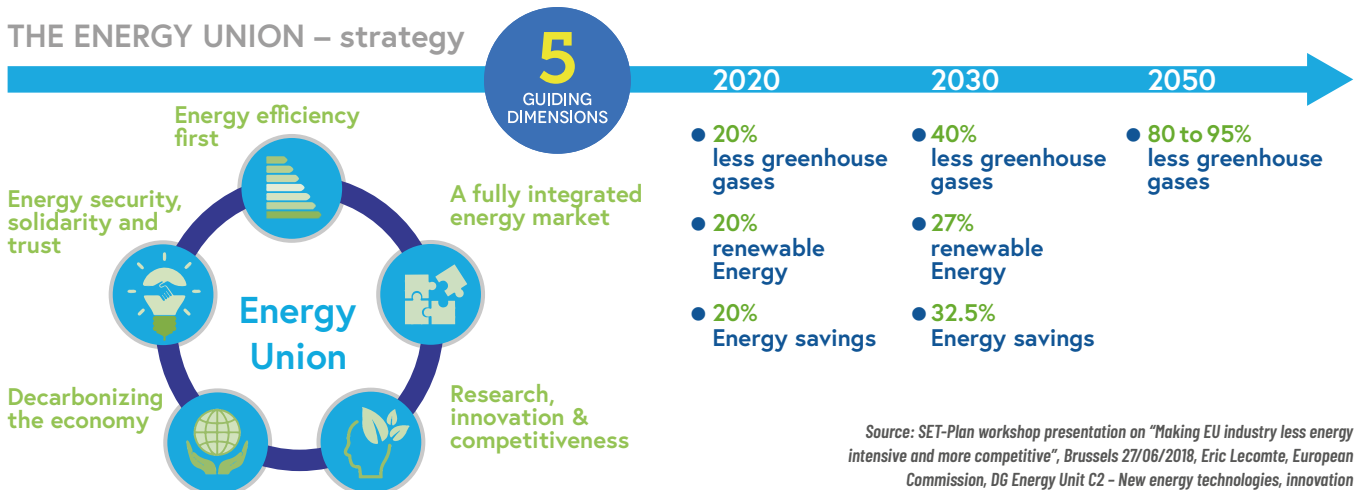 THE ENERGY UNION – strategy
5
GUIDING
DIMENSIONS
2020
2030
2050
Energy efficiency
first
A fully integrated
energy market
Research,
innovation &
competitiveness
Decarbonizing
the economy
Energy security,
solidarity and
trust
Energy
Union
20%
less greenhouse
gases
20%
renewable
Energy
20%
Energy savings
40%
less greenhouse
gases
27%
renewable
Energy
32.5%
Energy savings
80 to 95%
less greenhouse
gases
Source: SET-Plan workshop presentation on “Making EU industry less energy
intensive and more competitive”, Brussels 27/06/2018, Eric Lecomte, European
Commission, DG Energy Unit C2 – New energy technologies, innovation